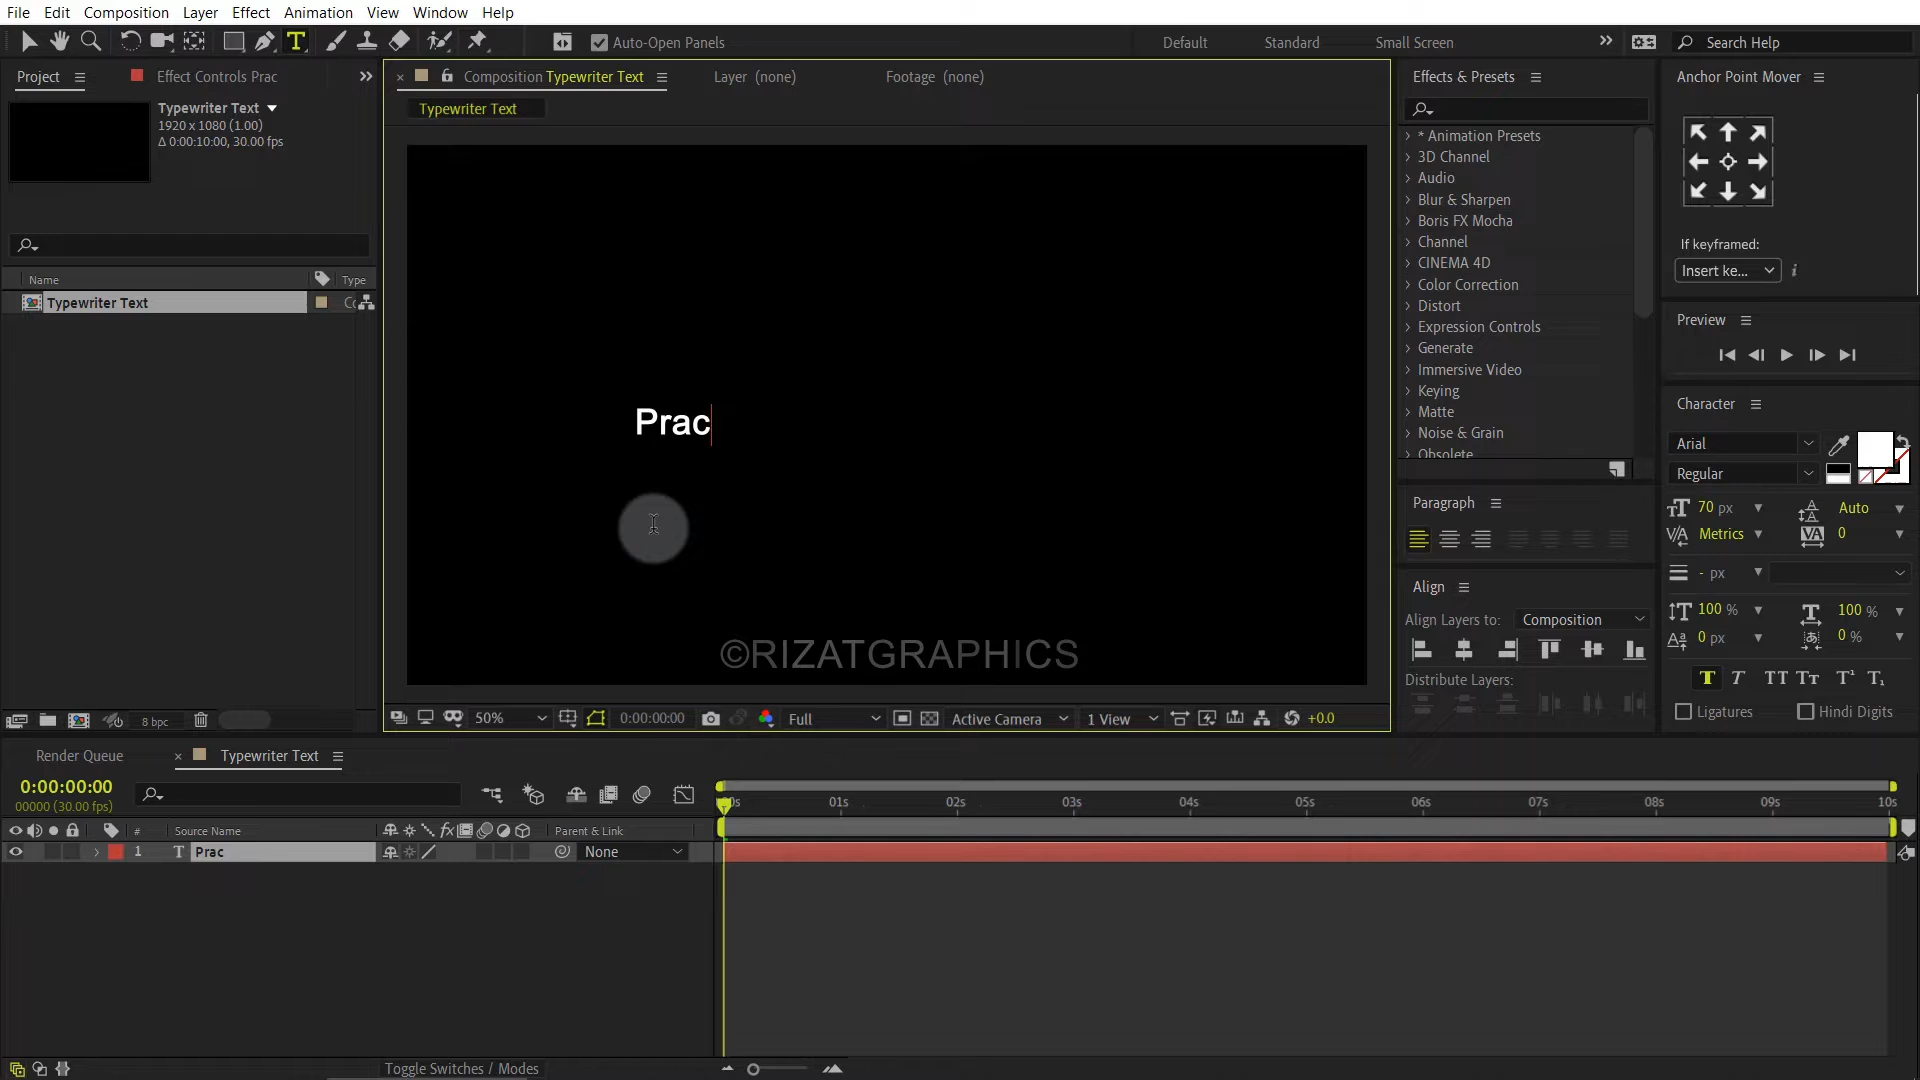 File Edit Composition Layer Effect Animation View Window Help
Auto-Open Panels Default Standard Small Screen Search Help
Project Effect Controls Prac Composition Typewriter Text Layer (none) Footage (none) Effects & Presets Anchor Point Mover
Typewriter Text
1920 x 1080 (1.00)
Δ 0:00:10:00, 30.00 fps
Typewriter Text
* Animation Presets
3D Channel
Audio
Blur & Sharpen
Boris FX Mocha
Channel
CINEMA 4D
Color Correction
Distort
Expression Controls
Generate
Immersive Video
Keying
Matte
Noise & Grain
Obsolete
If keyframed:
Insert ke...
Preview
Name Type
Typewriter Text
Prac
©RIZATGRAPHICS
Character
Arial
Regular
70 px Auto
Metrics 0
- px
100 % 100 %
0 px 0 %
T T TT Tt T¹ T₁
Ligatures Hindi Digits
Paragraph
Align
Align Layers to: Composition
Distribute Layers:
8 bpc
50% 0:00:00:00 Full Active Camera 1 View +0.0
Render Queue Typewriter Text
0:00:00:00
00000 (30.00 fps)
01s 02s 03s 04s 05s 06s 07s 08s 09s 10s
# Source Name Parent & Link
1 T Prac None
Toggle Switches / Modes